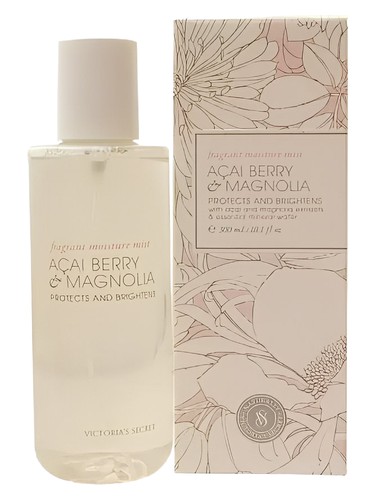 fragrant moisture mist
AÇAI BERRY
& MAGNOLIA
PROTECTS AND BRIGHTENS
VICTORIA'S SECRET
fragrant moisture mist
AÇAI BERRY
& MAGNOLIA
PROTECTS AND BRIGHTENS
with açai and magnolia extracts
& essential mineral water
e 300 ml / 10.1 fl oz
VS